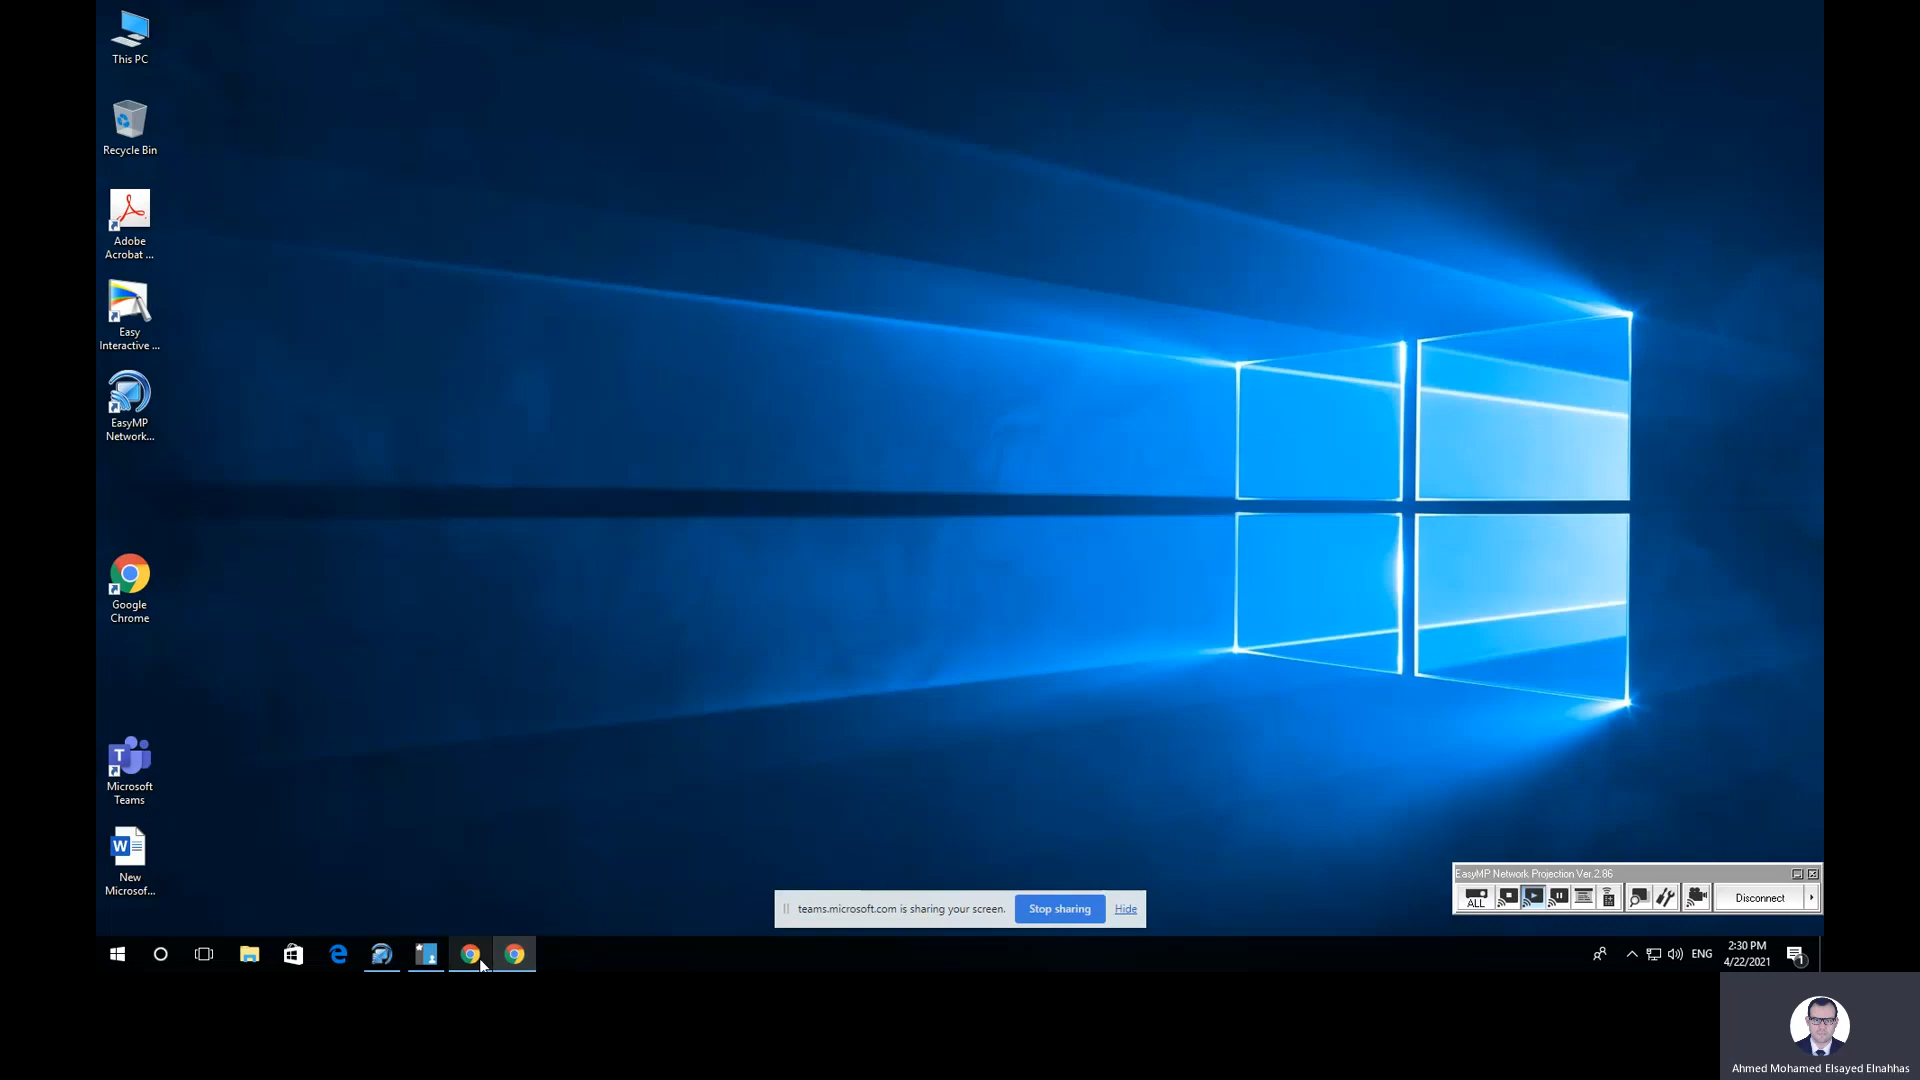 This PC
Recycle Bin
Adobe
Acrobat ...
Easy
Interactive ...
EasyMP
Network...
Google
Chrome
Microsoft
Teams
W
New
Microsof...
EasyMP Network Projection Ver.2.86
ALL
Disconnect
teams.microsoft.com is sharing your screen.
Stop sharing
Hide
ENG
2:30 PM
4/22/2021
1
Ahmed Mohamed Elsayed Elnahhas